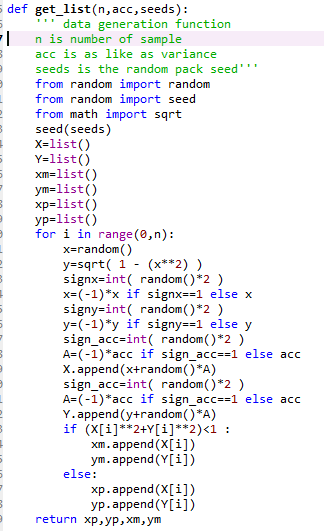 def get_list(n,acc,seeds):
    ''' data generation function
    n is number of sample
    acc is as like as variance
    seeds is the random pack seed'''
    from random import random
    from random import seed
    from math import sqrt
    seed(seeds)
    X=list()
    Y=list()
    xm=list()
    ym=list()
    xp=list()
    yp=list()
    for i in range(0,n):
        x=random()
        y=sqrt( 1 - (x**2) )
        signx=int( random()*2 )
        x=(-1)*x if signx==1 else x
        signy=int( random()*2 )
        y=(-1)*y if signy==1 else y
        sign_acc=int( random()*2 )
        A=(-1)*acc if sign_acc==1 else acc
        X.append(x+random()*A)
        sign_acc=int( random()*2 )
        A=(-1)*acc if sign_acc==1 else acc
        Y.append(y+random()*A)
        if (X[i]**2+Y[i]**2)<1 :
            xm.append(X[i])
            ym.append(Y[i])
        else:
            xp.append(X[i])
            yp.append(Y[i])
    return xp,yp,xm,ym